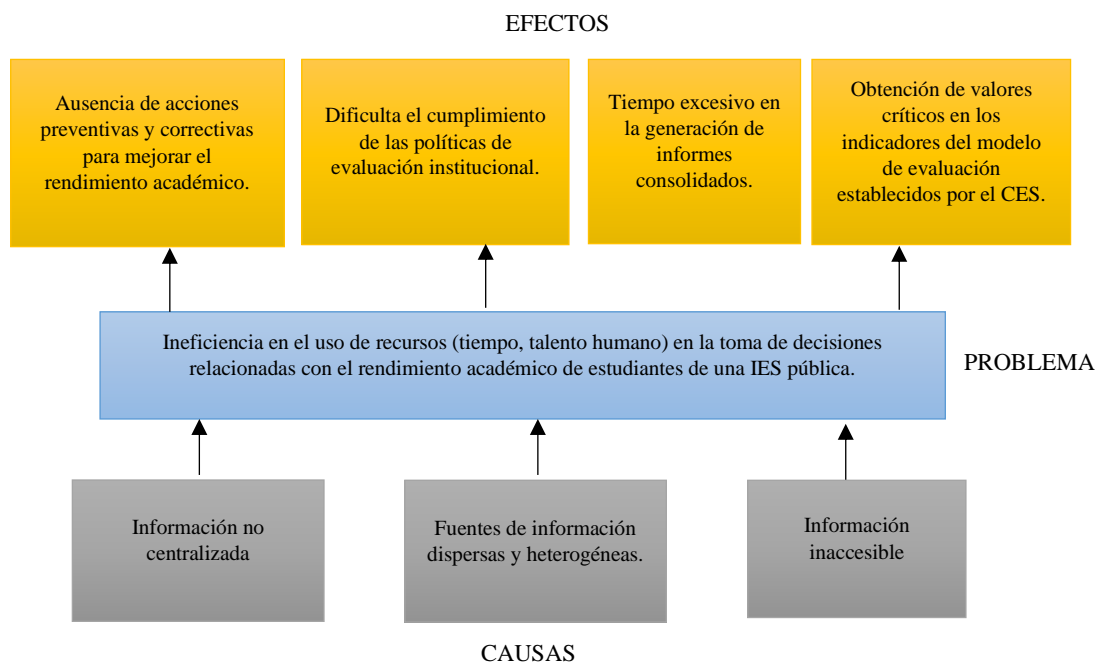 EFECTOS
Ausencia de acciones
preventivas y correctivas
para mejorar el
rendimiento académico.
Dificulta el cumplimiento
de las políticas de
evaluación institucional.
Tiempo excesivo en
la generación de
informes
consolidados.
Obtención de valores
críticos en los
indicadores del modelo
de evaluación
establecidos por el CES.
Ineficiencia en el uso de recursos (tiempo, talento humano) en la toma de decisiones
relacionadas con el rendimiento académico de estudiantes de una IES pública.
PROBLEMA
Información no
centralizada
Fuentes de información
dispersas y heterogéneas.
Información
inaccesible
CAUSAS